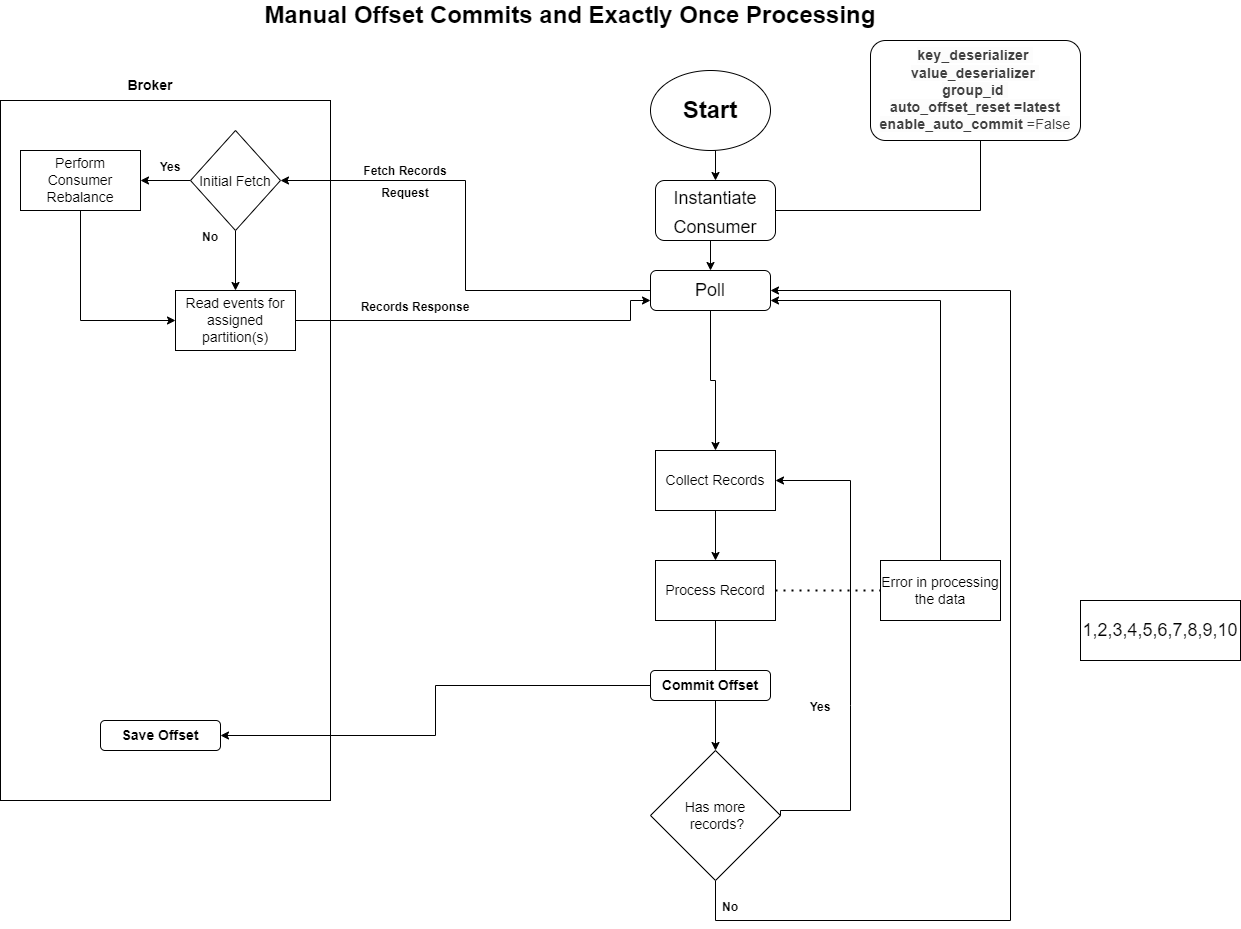 Manual Offset Commits and Exactly Once Processing
key_deserializer
value_deserializer
group_id
auto_offset_reset =latest
enable_auto_commit =False
Broker
Start
Perform
Consumer
Rebalance
Yes
Initial Fetch
Fetch Records
Request
Instantiate
Consumer
No
Poll
Read events for
assigned
partition(s)
Records Response
Collect Records
Process Record
Error in processing
the data
1,2,3,4,5,6,7,8,9,10
Commit Offset
Yes
Save Offset
Has more
records?
No